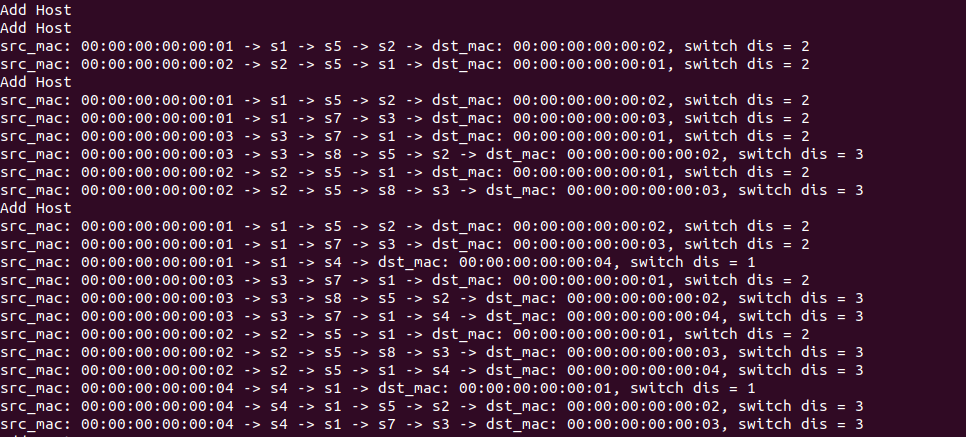 Add Host
Add Host
src_mac: 00:00:00:00:00:01 -> s1 -> s5 -> s2 -> dst_mac: 00:00:00:00:00:02, switch dis = 2
src_mac: 00:00:00:00:00:02 -> s2 -> s5 -> s1 -> dst_mac: 00:00:00:00:00:01, switch dis = 2
Add Host
src_mac: 00:00:00:00:00:01 -> s1 -> s5 -> s2 -> dst_mac: 00:00:00:00:00:02, switch dis = 2
src_mac: 00:00:00:00:00:01 -> s1 -> s7 -> s3 -> dst_mac: 00:00:00:00:00:03, switch dis = 2
src_mac: 00:00:00:00:00:03 -> s3 -> s7 -> s1 -> dst_mac: 00:00:00:00:00:01, switch dis = 2
src_mac: 00:00:00:00:00:03 -> s3 -> s8 -> s5 -> s2 -> dst_mac: 00:00:00:00:00:02, switch dis = 3
src_mac: 00:00:00:00:00:02 -> s2 -> s5 -> s1 -> dst_mac: 00:00:00:00:00:01, switch dis = 2
src_mac: 00:00:00:00:00:02 -> s2 -> s5 -> s8 -> s3 -> dst_mac: 00:00:00:00:00:03, switch dis = 3
Add Host
src_mac: 00:00:00:00:00:01 -> s1 -> s5 -> s2 -> dst_mac: 00:00:00:00:00:02, switch dis = 2
src_mac: 00:00:00:00:00:01 -> s1 -> s7 -> s3 -> dst_mac: 00:00:00:00:00:03, switch dis = 2
src_mac: 00:00:00:00:00:01 -> s1 -> s4 -> dst_mac: 00:00:00:00:00:04, switch dis = 1
src_mac: 00:00:00:00:00:03 -> s3 -> s7 -> s1 -> dst_mac: 00:00:00:00:00:01, switch dis = 2
src_mac: 00:00:00:00:00:03 -> s3 -> s8 -> s5 -> s2 -> dst_mac: 00:00:00:00:00:02, switch dis = 3
src_mac: 00:00:00:00:00:03 -> s3 -> s7 -> s1 -> s4 -> dst_mac: 00:00:00:00:00:04, switch dis = 3
src_mac: 00:00:00:00:00:02 -> s2 -> s5 -> s1 -> dst_mac: 00:00:00:00:00:01, switch dis = 2
src_mac: 00:00:00:00:00:02 -> s2 -> s5 -> s8 -> s3 -> dst_mac: 00:00:00:00:00:03, switch dis = 3
src_mac: 00:00:00:00:00:02 -> s2 -> s5 -> s1 -> s4 -> dst_mac: 00:00:00:00:00:04, switch dis = 3
src_mac: 00:00:00:00:00:04 -> s4 -> s1 -> dst_mac: 00:00:00:00:00:01, switch dis = 1
src_mac: 00:00:00:00:00:04 -> s4 -> s1 -> s5 -> s2 -> dst_mac: 00:00:00:00:00:02, switch dis = 3
src_mac: 00:00:00:00:00:04 -> s4 -> s1 -> s7 -> s3 -> dst_mac: 00:00:00:00:00:03, switch dis = 3